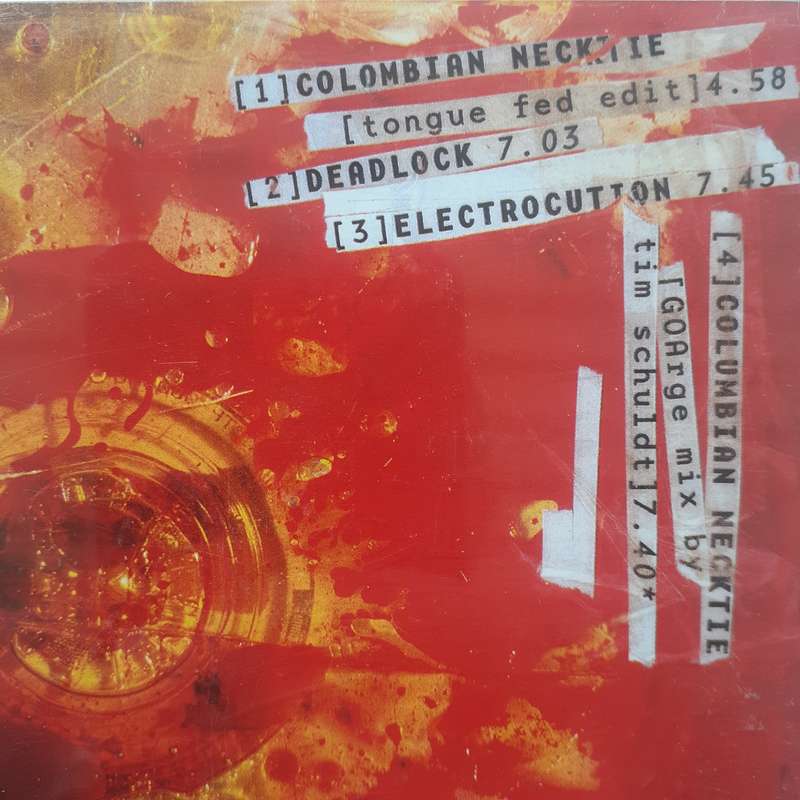 [1]COLOMBIAN NECKTIE
[tongue fed edit]4.58
[2]DEADLOCK 7.03
[3]ELECTROCUTION 7.45
[4]COLUMBIAN NECKTIE
[GOArge mix by
tim schuldt]7.40*